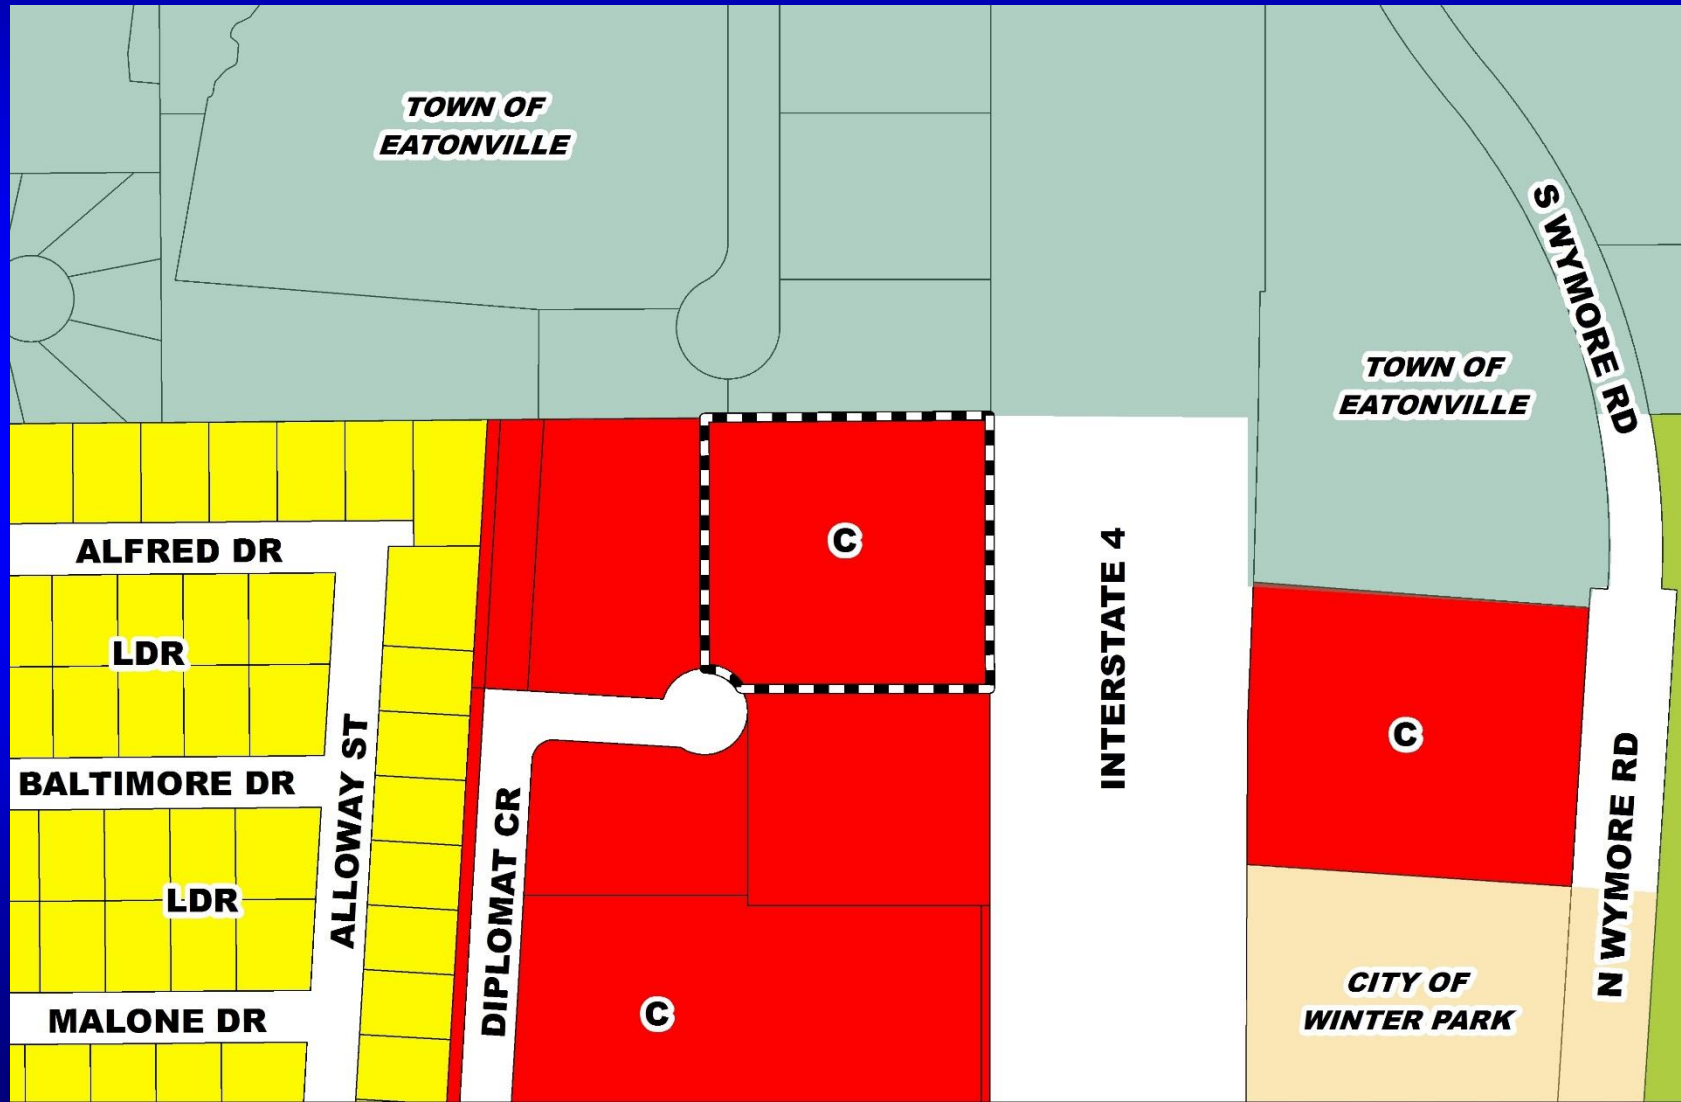 TOWN OF
EATONVILLE
S WYMORE RD
TOWN OF
EATONVILLE
C
ALFRED DR
INTERSTATE 4
LDR
C
BALTIMORE DR
ALLOWAY ST
DIPLOMAT CR
N WYMORE RD
LDR
CITY OF
WINTER PARK
C
MALONE DR